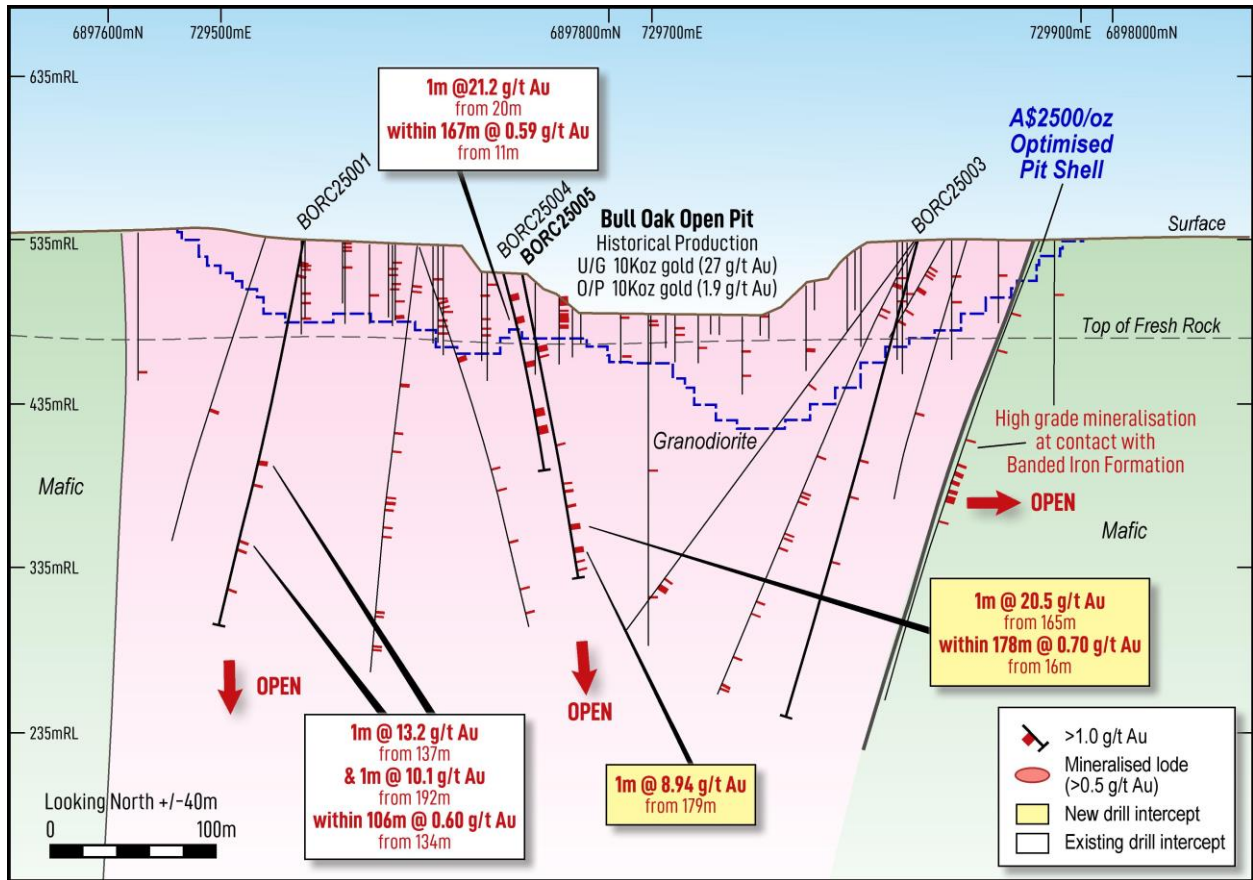 6897600mN
729500mE
6897800mN
729700mE
729900mE
6898000mN
635mRL
535mRL
435mRL
335mRL
235mRL
1m @21.2 g/t Au
from 20m
within 167m @ 0.59 g/t Au
from 11m
A$2500/oz
Optimised
Pit Shell
BORC25001
BORC25004
BORC25005
BORC25003
Bull Oak Open Pit
Historical Production
U/G 10Koz gold (27 g/t Au)
O/P 10Koz gold (1.9 g/t Au)
Surface
Top of Fresh Rock
Granodiorite
High grade mineralisation
at contact with
Banded Iron Formation
Mafic
OPEN
Mafic
1m @ 20.5 g/t Au
from 165m
within 178m @ 0.70 g/t Au
from 16m
OPEN
OPEN
1m @ 13.2 g/t Au
from 137m
& 1m @ 10.1 g/t Au
from 192m
within 106m @ 0.60 g/t Au
from 134m
1m @ 8.94 g/t Au
from 179m
>1.0 g/t Au
Mineralised lode
(>0.5 g/t Au)
New drill intercept
Existing drill intercept
Looking North +/-40m
0 100m